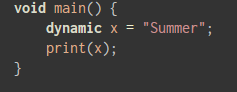 void main() {
    dynamic x = "Summer";
    print(x);
}